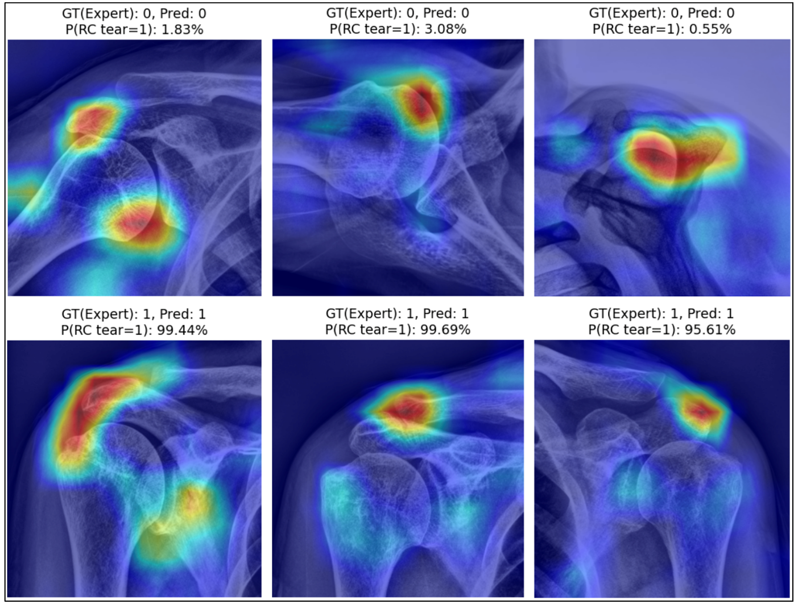 GT(Expert): 0, Pred: 0
P(RC tear=1): 1.83%
GT(Expert): 0, Pred: 0
P(RC tear=1): 3.08%
GT(Expert): 0, Pred: 0
P(RC tear=1): 0.55%
GT(Expert): 1, Pred: 1
P(RC tear=1): 99.44%
GT(Expert): 1, Pred: 1
P(RC tear=1): 99.69%
GT(Expert): 1, Pred: 1
P(RC tear=1): 95.61%